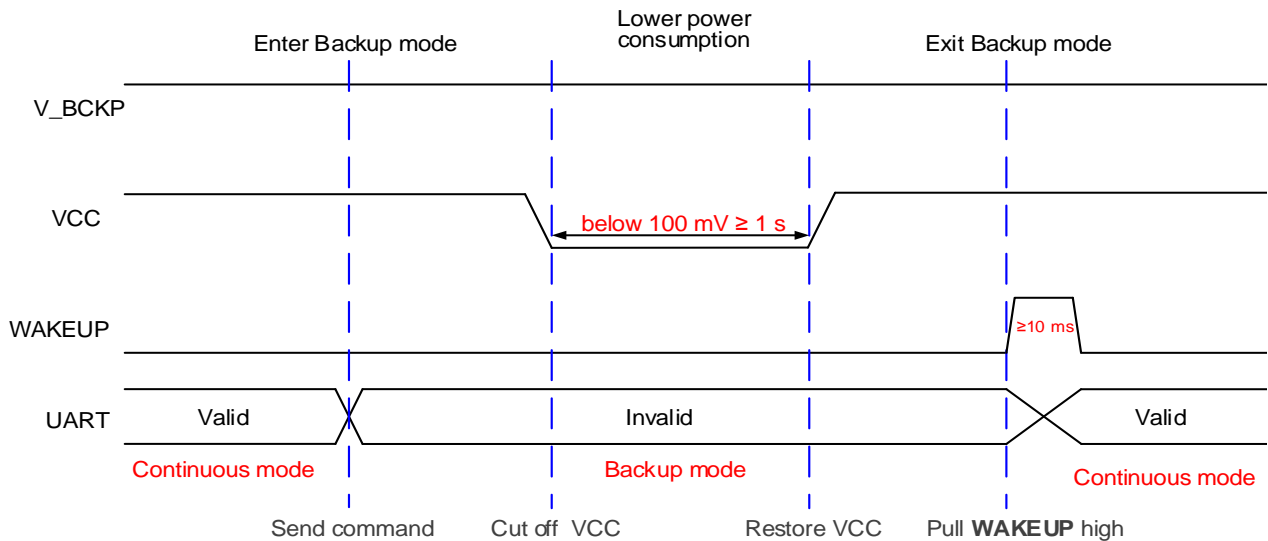 Lower power
consumption
Enter Backup mode
Exit Backup mode
V_BCKP
VCC
below 100 mV ≥ 1 s
WAKEUP
≥10 ms
UART
Valid
Invalid
Valid
Continuous mode
Backup mode
Continuous mode
Send command
Cut off VCC
Restore VCC
Pull WAKEUP high